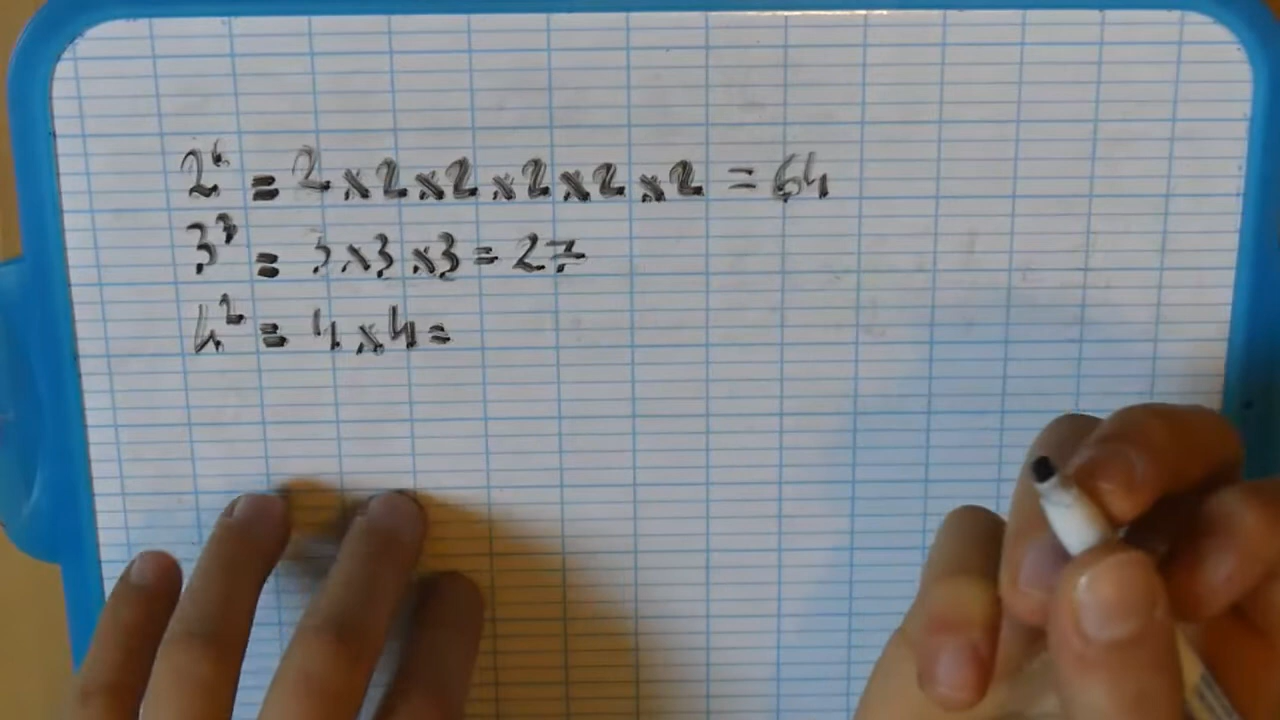 2⁶ = 2 x 2 x 2 x 2 x 2 x 2 = 64
3³ = 3 x 3 x 3 = 27
4² = 4 x 4 =